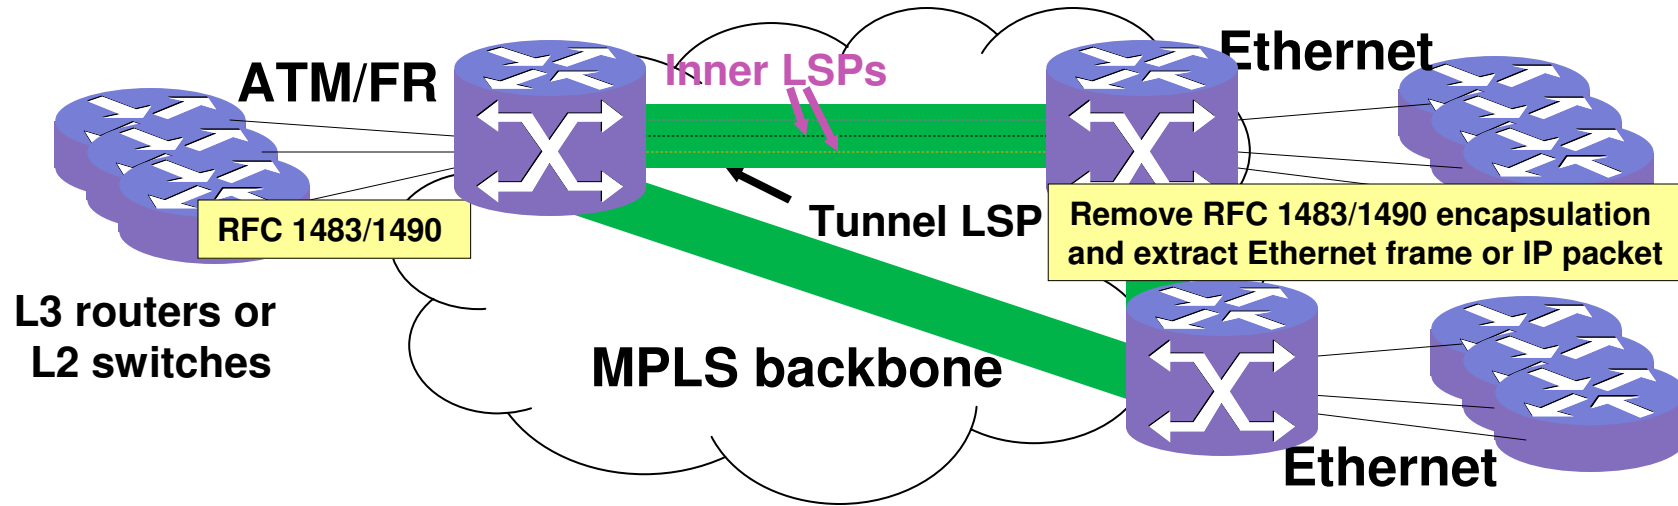 Ethernet
Inner LSPs
ATM/FR
Tunnel LSP
RFC 1483/1490
Remove RFC 1483/1490 encapsulation
and extract Ethernet frame or IP packet
L3 routers or
L2 switches
MPLS backbone
Ethernet